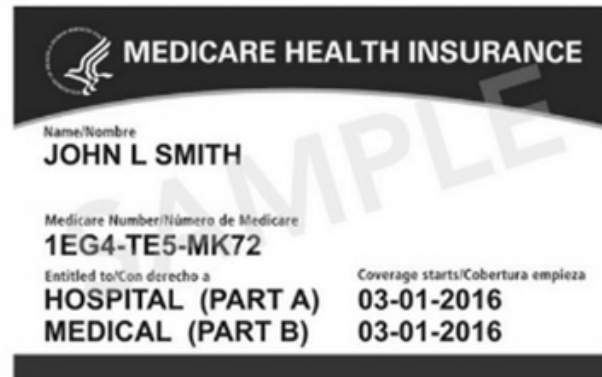 MEDICARE HEALTH INSURANCE
Name/Nombre
JOHN L SMITH
Medicare Number/Número de Medicare
1EG4-TE5-MK72
Entitled to/Con derecho a Coverage starts/Cobertura empieza
HOSPITAL (PART A) 03-01-2016
MEDICAL (PART B) 03-01-2016
SAMPLE